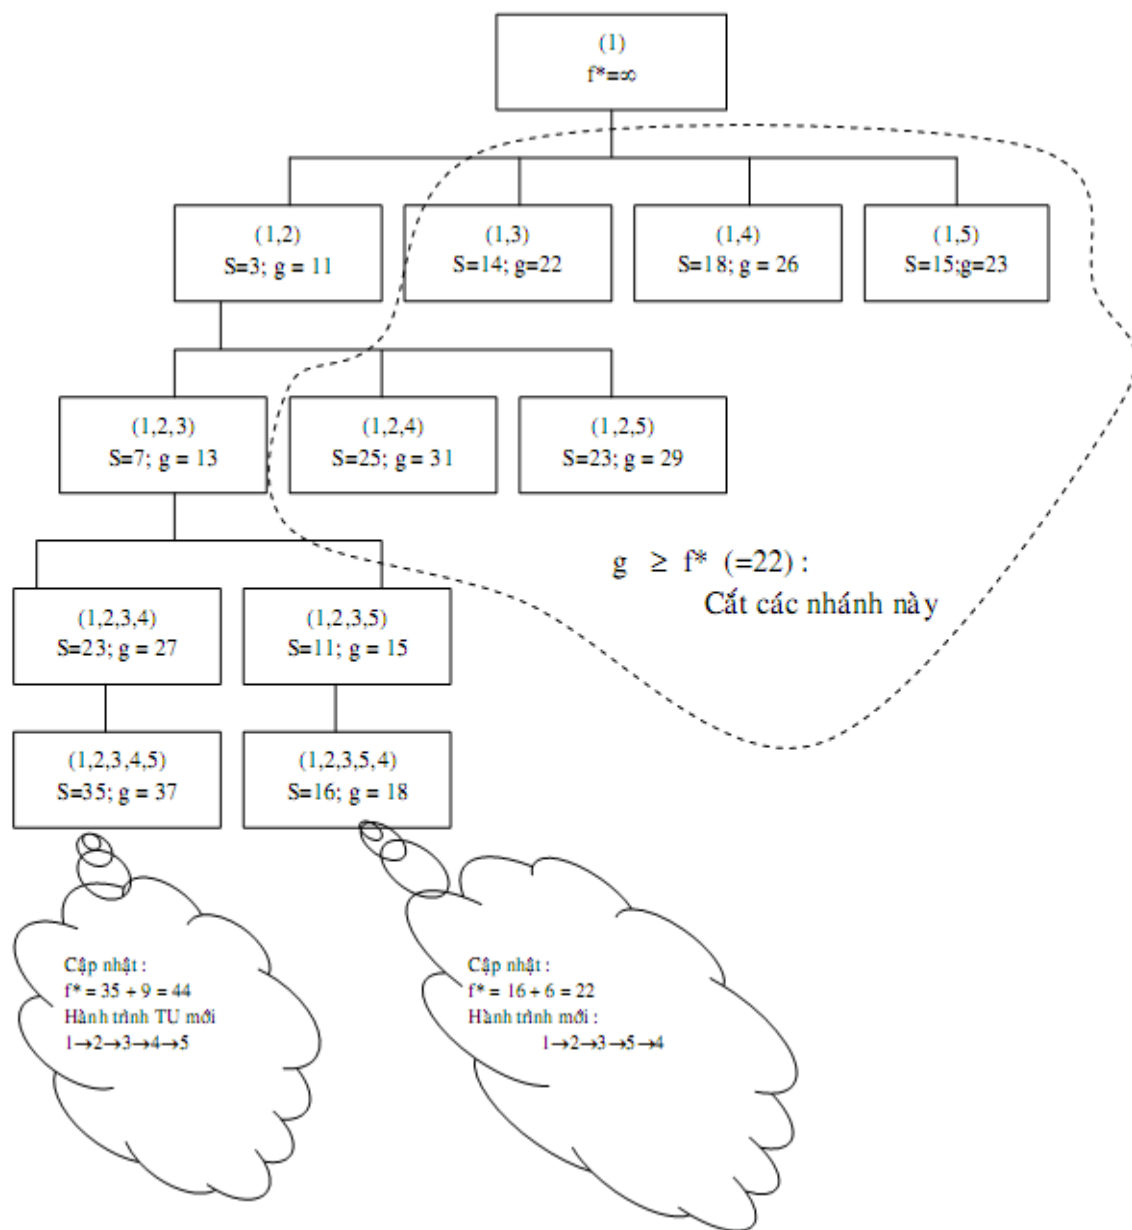 (1)
f*=∞
(1,2)
S=3; g = 11
(1,3)
S=14; g=22
(1,4)
S=18; g = 26
(1,5)
S=15;g=23
(1,2,3)
S=7; g = 13
(1,2,4)
S=25; g = 31
(1,2,5)
S=23; g = 29
g ≥ f* (=22) :
Cắt các nhánh này
(1,2,3,4)
S=23; g = 27
(1,2,3,5)
S=11; g = 15
(1,2,3,4,5)
S=35; g = 37
(1,2,3,5,4)
S=16; g = 18
Cập nhật :
f* = 35 + 9 = 44
Hành trình TU mới
1→2→3→4→5
Cập nhật :
f* = 16 + 6 = 22
Hành trình mới :
1→2→3→5→4